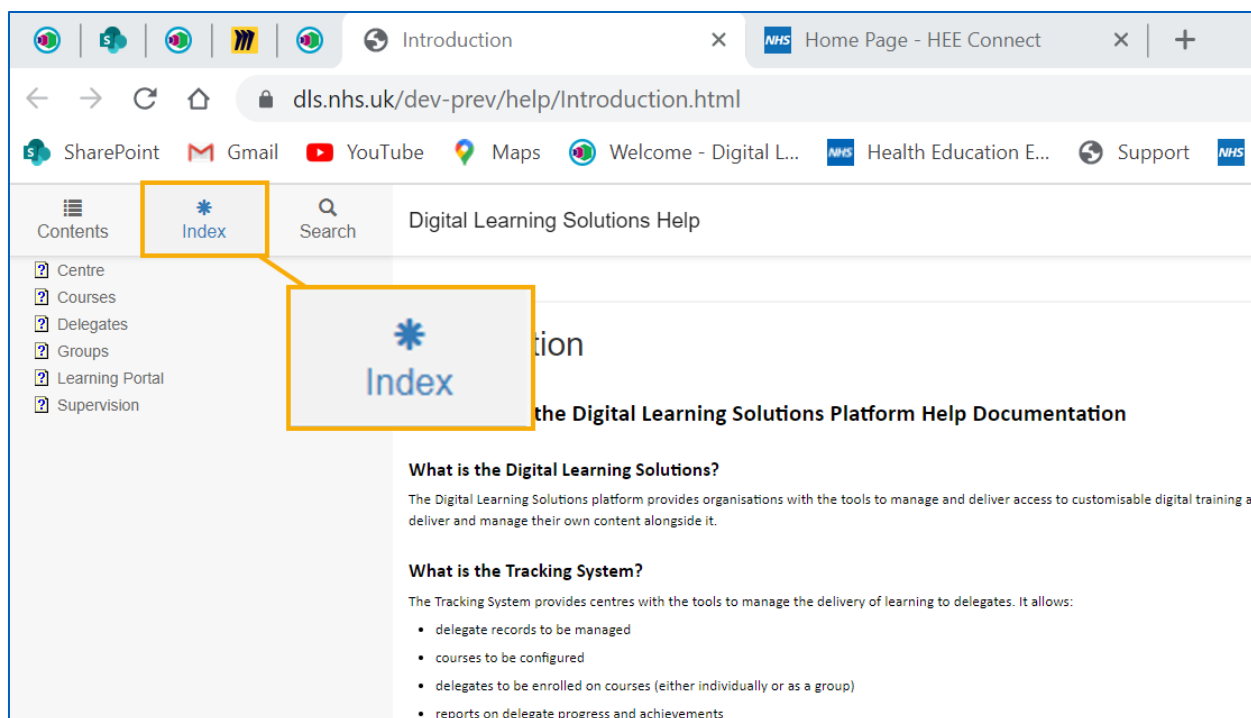 Introduction
NHS Home Page - HEE Connect
dls.nhs.uk/dev-prev/help/Introduction.html
SharePoint Gmail YouTube Maps Welcome - Digital L... NHS Health Education E... Support NHS
Contents Index Search Digital Learning Solutions Help
Centre
Courses
Delegates
Groups
Learning Portal
Supervision
Index
tion
the Digital Learning Solutions Platform Help Documentation
What is the Digital Learning Solutions?
The Digital Learning Solutions platform provides organisations with the tools to manage and deliver access to customisable digital training a
deliver and manage their own content alongside it.
What is the Tracking System?
The Tracking System provides centres with the tools to manage the delivery of learning to delegates. It allows:
• delegate records to be managed
• courses to be configured
• delegates to be enrolled on courses (either individually or as a group)
• reports on delegate progress and achievements